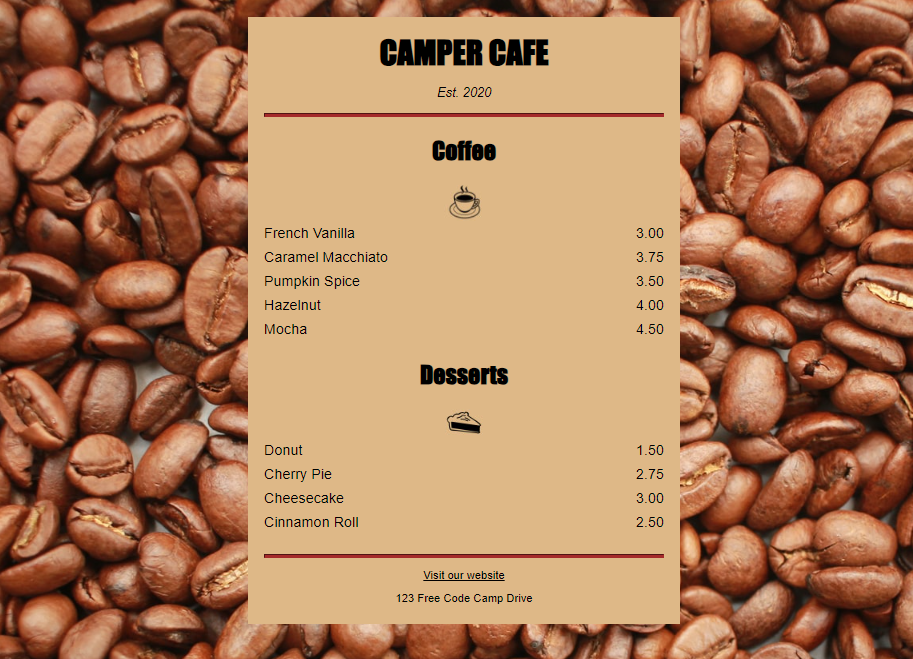 CAMPER CAFE
Est. 2020
Coffee
French Vanilla 3.00
Caramel Macchiato 3.75
Pumpkin Spice 3.50
Hazelnut 4.00
Mocha 4.50
Desserts
Donut 1.50
Cherry Pie 2.75
Cheesecake 3.00
Cinnamon Roll 2.50
Visit our website
123 Free Code Camp Drive